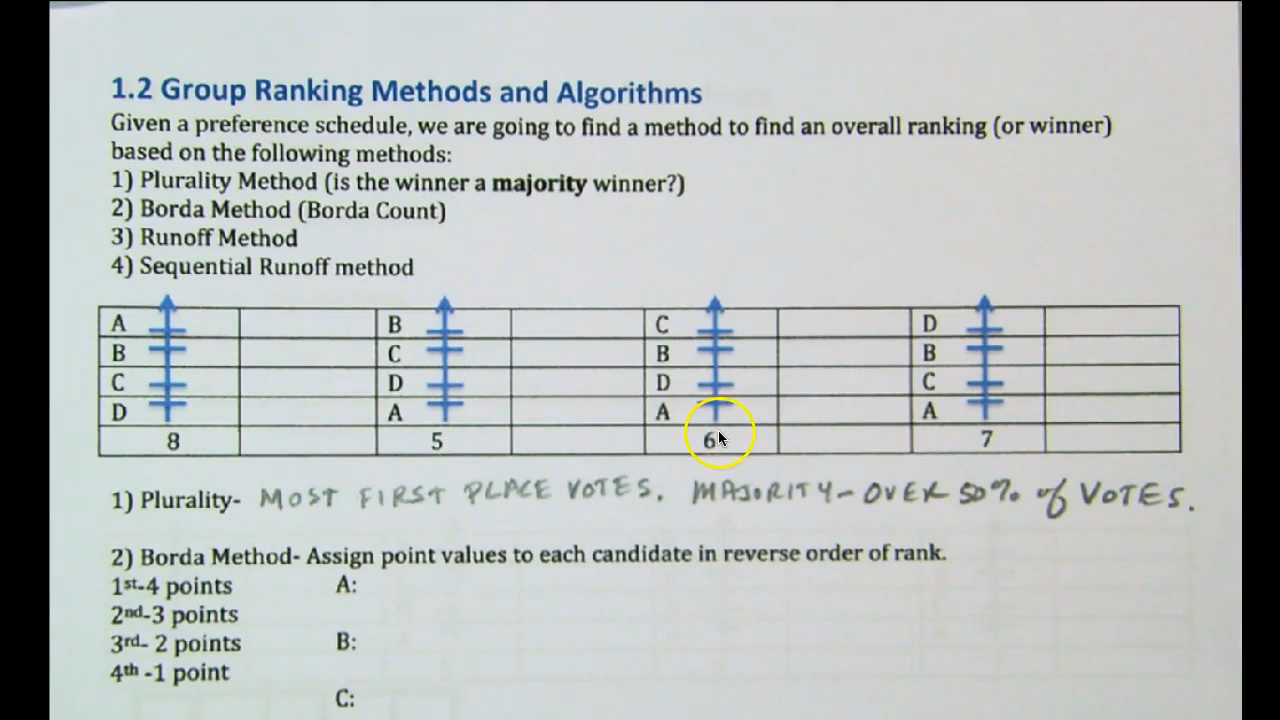 1.2 Group Ranking Methods and Algorithms
Given a preference schedule, we are going to find a method to find an overall ranking (or winner)
based on the following methods:
1) Plurality Method (is the winner a majority winner?)
2) Borda Method (Borda Count)
3) Runoff Method
4) Sequential Runoff method
A B C D
B C B B
C D D C
D A A A
8 5 6 7
1) Plurality- MOST FIRST PLACE VOTES. MAJORITY - OVER 50% of VOTES.
2) Borda Method- Assign point values to each candidate in reverse order of rank.
1st-4 points A:
2nd-3 points
3rd- 2 points B:
4th -1 point
C: